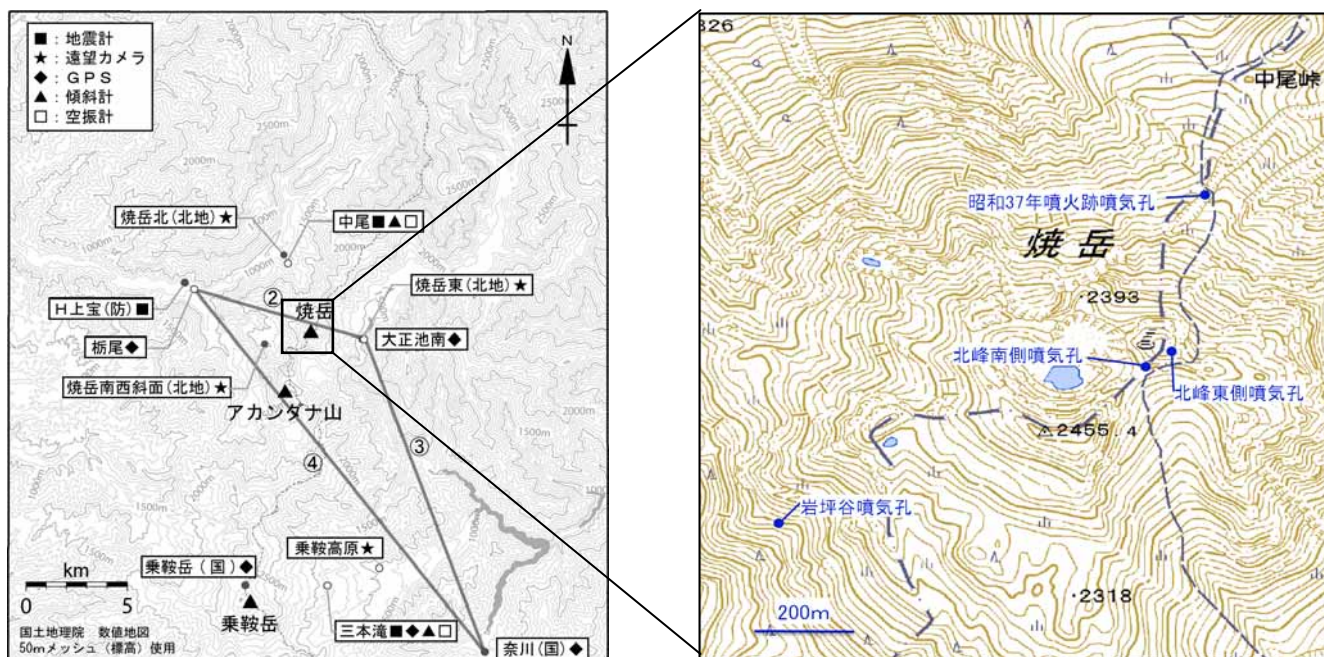 ■：地震計
★：遠望カメラ
◆：ＧＰＳ
▲：傾斜計
□：空振計
N
2500m
2000m
焼岳北(北地)★
中尾■▲□
1000m
Ｈ上宝(防)■
栃尾◆
②
焼岳
焼岳東(北地)★
大正池南◆
焼岳南西斜面(北地)★
アカンダナ山
③
④
1500m
乗鞍高原★
乗鞍岳(国)◆
乗鞍岳
三本滝■◆▲□
奈川(国)◆
km
0 5
国土地理院 数値地図
50mメッシュ(標高)使用
326
中尾峠
昭和37年噴火跡噴気孔
焼岳
・2393
北峰南側噴気孔
北峰東側噴気孔
△2455.4
岩坪谷噴気孔
・2318
200m